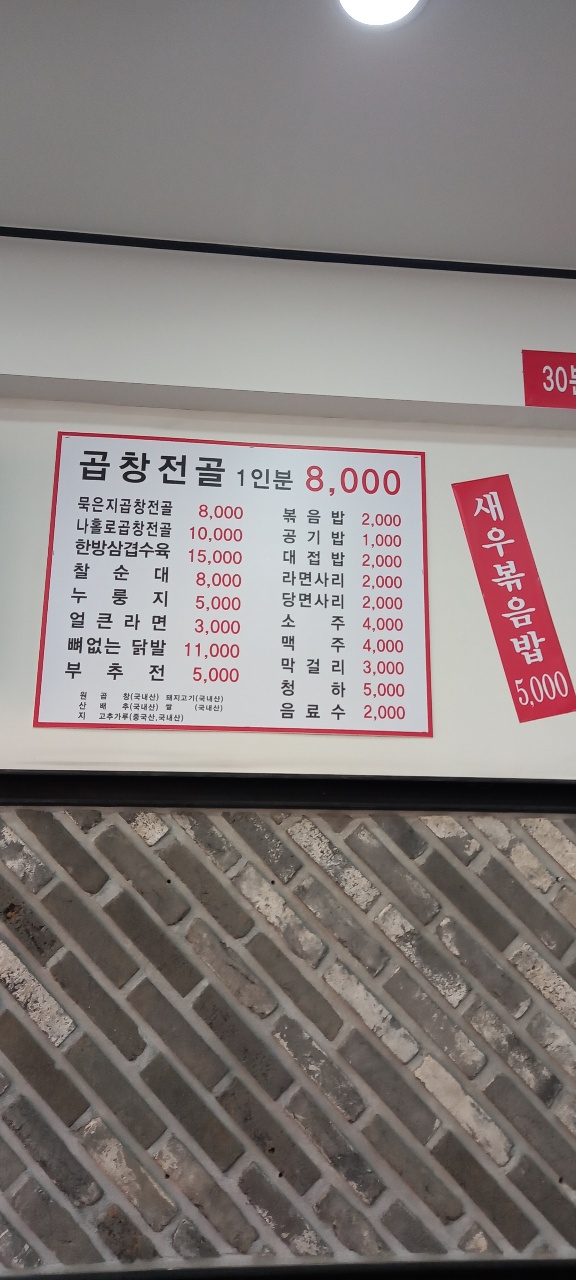 30분
곱창전골 1인분 8,000
묵은지곱창전골 8,000
나홀로곱창전골 10,000
한방삼겹수육 15,000
찰순대 8,000
누룽지 5,000
얼큰라면 3,000
뼈없는 닭발 11,000
부추전 5,000
원 곱 창(국내산) 돼지고기(국내산)
산 배 추(국내산) 쌀 (국내산)
지 고추가루(중국산,국내산)
볶음밥 2,000
공기밥 1,000
대접밥 2,000
라면사리 2,000
당면사리 2,000
소주 4,000
맥주 4,000
막걸리 3,000
청하 5,000
음료수 2,000
새우볶음밥
5,000